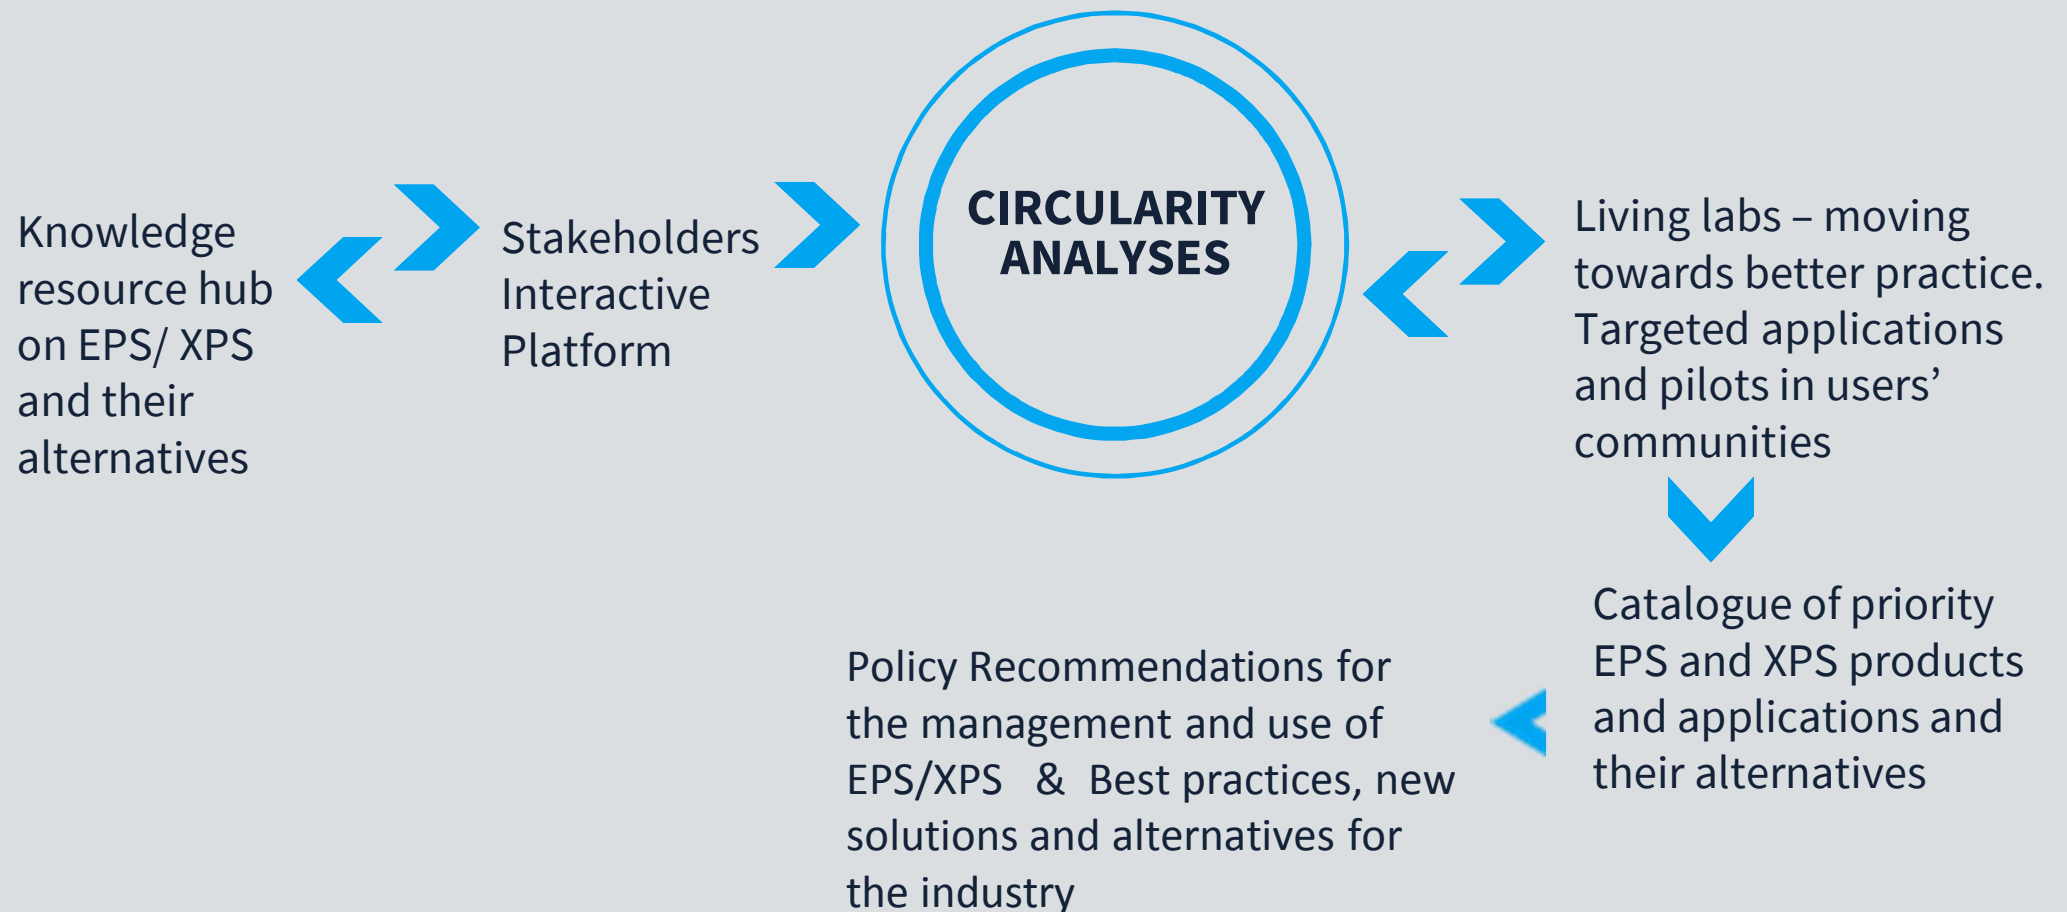 Knowledge
resource hub
on EPS/ XPS
and their
alternatives
Stakeholders
Interactive
Platform
CIRCULARITY
ANALYSES
Living labs – moving
towards better practice.
Targeted applications
and pilots in users’
communities
Catalogue of priority
EPS and XPS products
and applications and
their alternatives
Policy Recommendations for
the management and use of
EPS/XPS & Best practices, new
solutions and alternatives for
the industry